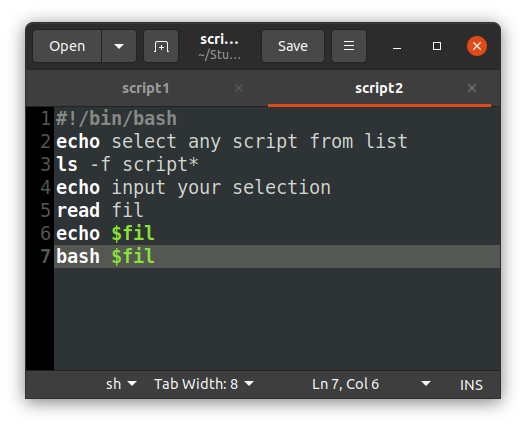 Open
scri...
~/Stu...
Save
script1
script2
1 #!/bin/bash
2 echo select any script from list
3 ls -f script*
4 echo input your selection
5 read fil
6 echo $fil
7 bash $fil
sh Tab Width: 8 Ln 7, Col 6 INS